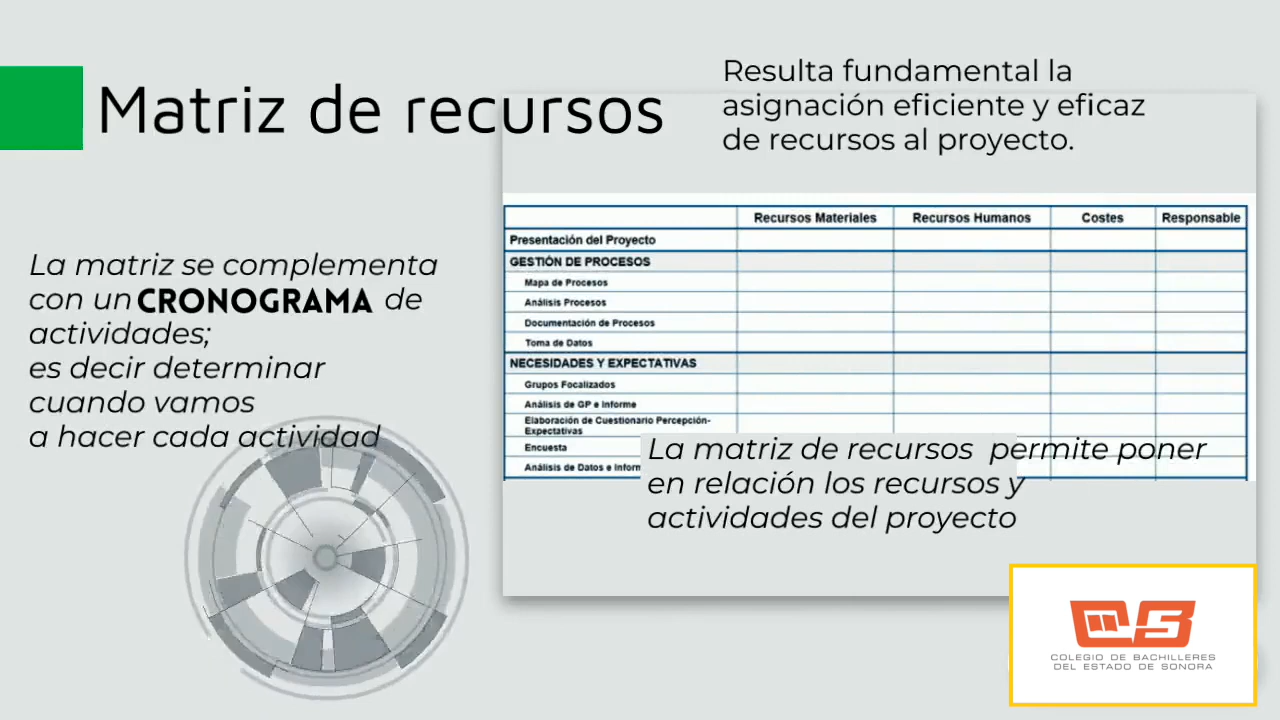 Matriz de recursos
Resulta fundamental la
asignación eficiente y eficaz
de recursos al proyecto.
La matriz se complementa
con un CRONOGRAMA de
actividades;
es decir determinar
cuando vamos
a hacer cada actividad
Recursos Materiales Recursos Humanos Costes Responsable
Presentación del Proyecto
GESTIÓN DE PROCESOS
Mapa de Procesos
Análisis Procesos
Documentación de Procesos
Toma de Datos
NECESIDADES Y EXPECTATIVAS
Grupos Focalizados
Análisis de GP e Informe
Elaboración de Cuestionario Percepción-
Expectativas
Encuesta
Análisis de Datos e Inform
La matriz de recursos permite poner
en relación los recursos y
actividades del proyecto
COLEGIO DE BACHILLERES
DEL ESTADO DE SONORA